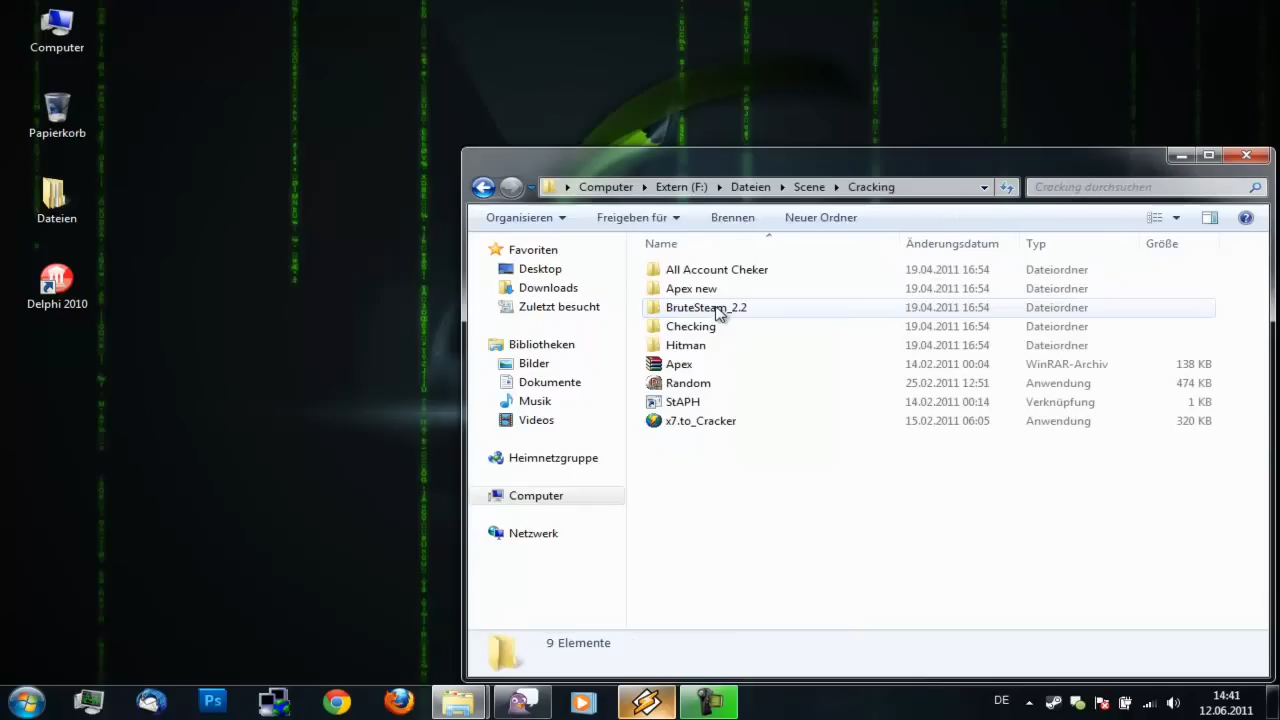 Computer
Papierkorb
Dateien
Delphi 2010
Computer Extern (F:) Dateien Scene Cracking
Cracking durchsuchen
Organisieren Freigeben für Brennen Neuer Ordner
Name Änderungsdatum Typ Größe
Favoriten
Desktop
Downloads
Zuletzt besucht
Bibliotheken
Bilder
Dokumente
Musik
Videos
Heimnetzgruppe
Computer
Netzwerk
All Account Cheker 19.04.2011 16:54 Dateiordner
Apex new 19.04.2011 16:54 Dateiordner
BruteSteam_2.2 19.04.2011 16:54 Dateiordner
Checking 19.04.2011 16:54 Dateiordner
Hitman 19.04.2011 16:54 Dateiordner
Apex 14.02.2011 00:04 WinRAR-Archiv 138 KB
Random 25.02.2011 12:51 Anwendung 474 KB
StAPH 14.02.2011 00:14 Verknüpfung 1 KB
x7.to_Cracker 15.02.2011 06:05 Anwendung 320 KB
9 Elemente
Ps
DE
14:41
12.06.2011